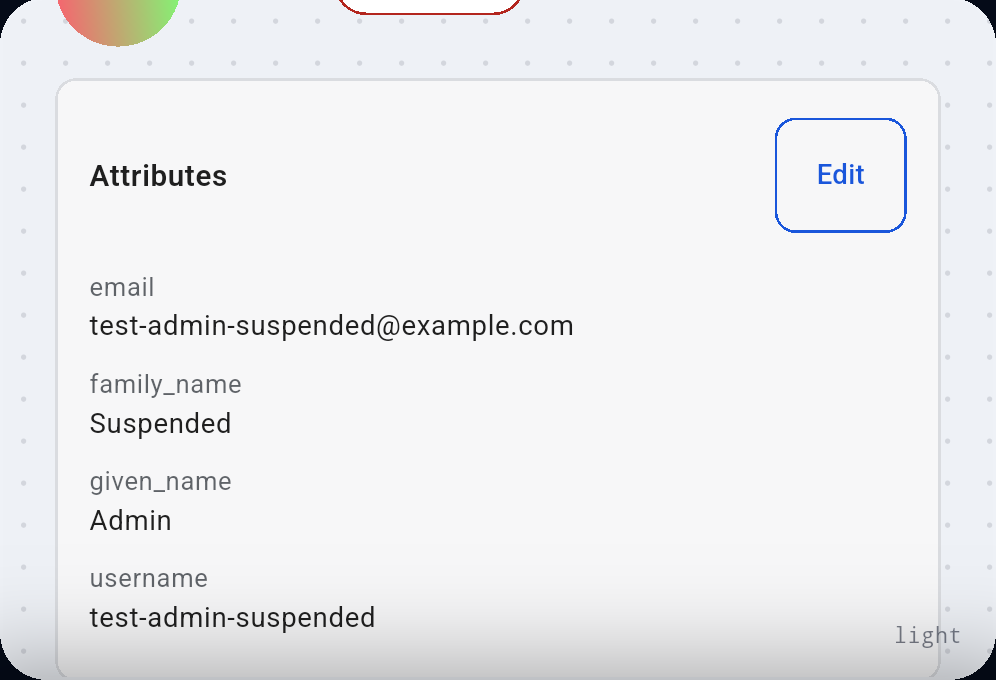 Attributes
Edit
email
test-admin-suspended@example.com
family_name
Suspended
given_name
Admin
username
test-admin-suspended
light